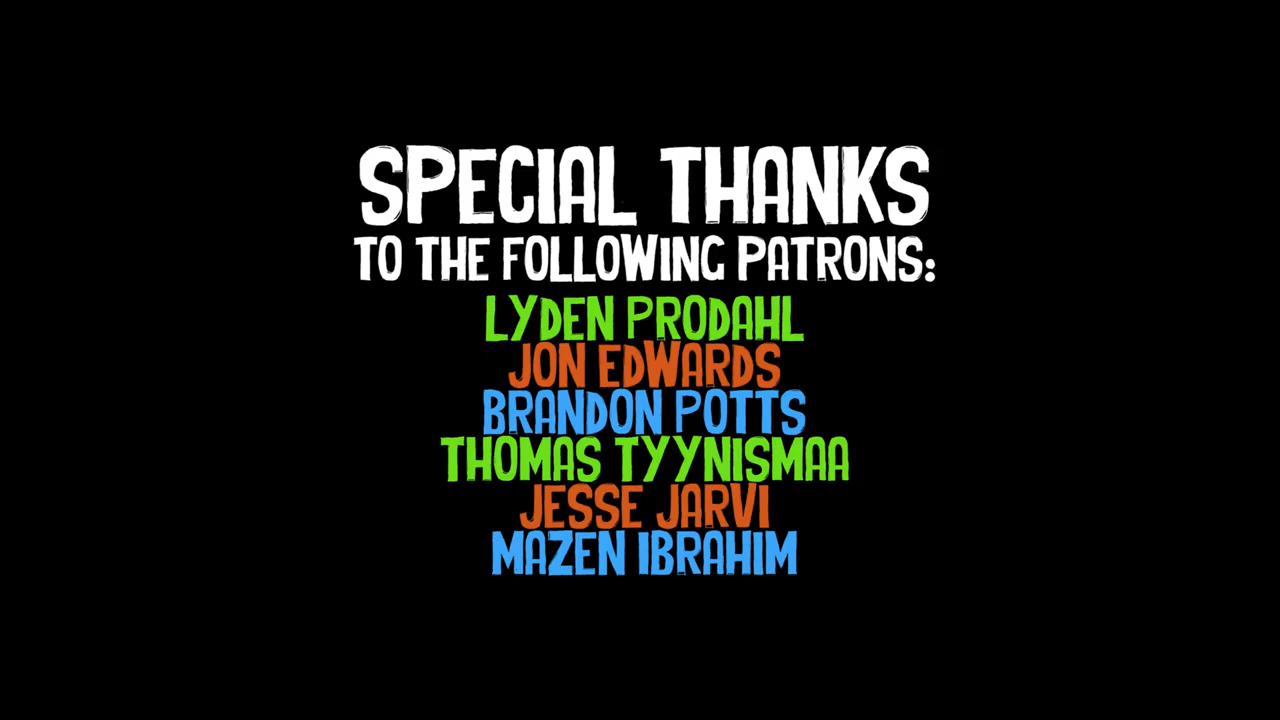 SPECIAL THANKS
TO THE FOLLOWING PATRONS:
LYDEN PRODAHL
JON EDWARDS
BRANDON POTTS
THOMAS TYYNISMAA
JESSE JARVI
MAZEN IBRAHIM